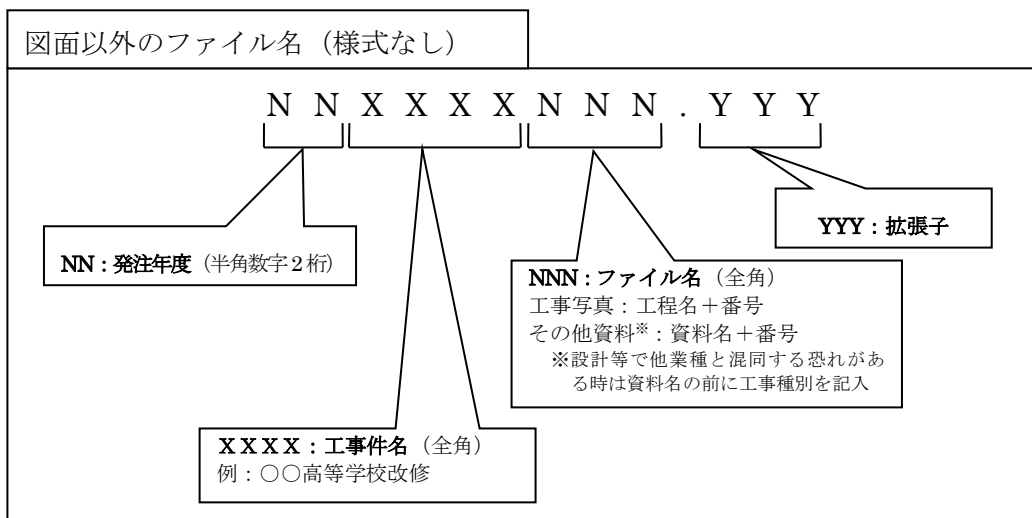 図面以外のファイル名（様式なし）
ＮＮＸＸＸＸＮＮＮ．ＹＹＹ
YYY：拡張子
NN：発注年度（半角数字２桁）
NNN：ファイル名（全角）
工事写真：工程名＋番号
その他資料※：資料名＋番号
※設計等で他業種と混同する恐れがあ
る時は資料名の前に工事種別を記入
ＸＸＸＸ：工事件名（全角）
例：○○高等学校改修